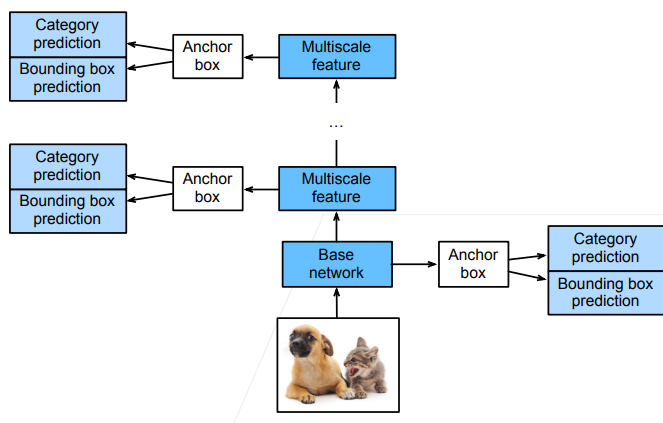 Category
prediction
Bounding box
prediction
Anchor
box
Multiscale
feature
...
Category
prediction
Bounding box
prediction
Anchor
box
Multiscale
feature
Base
network
Anchor
box
Category
prediction
Bounding box
prediction